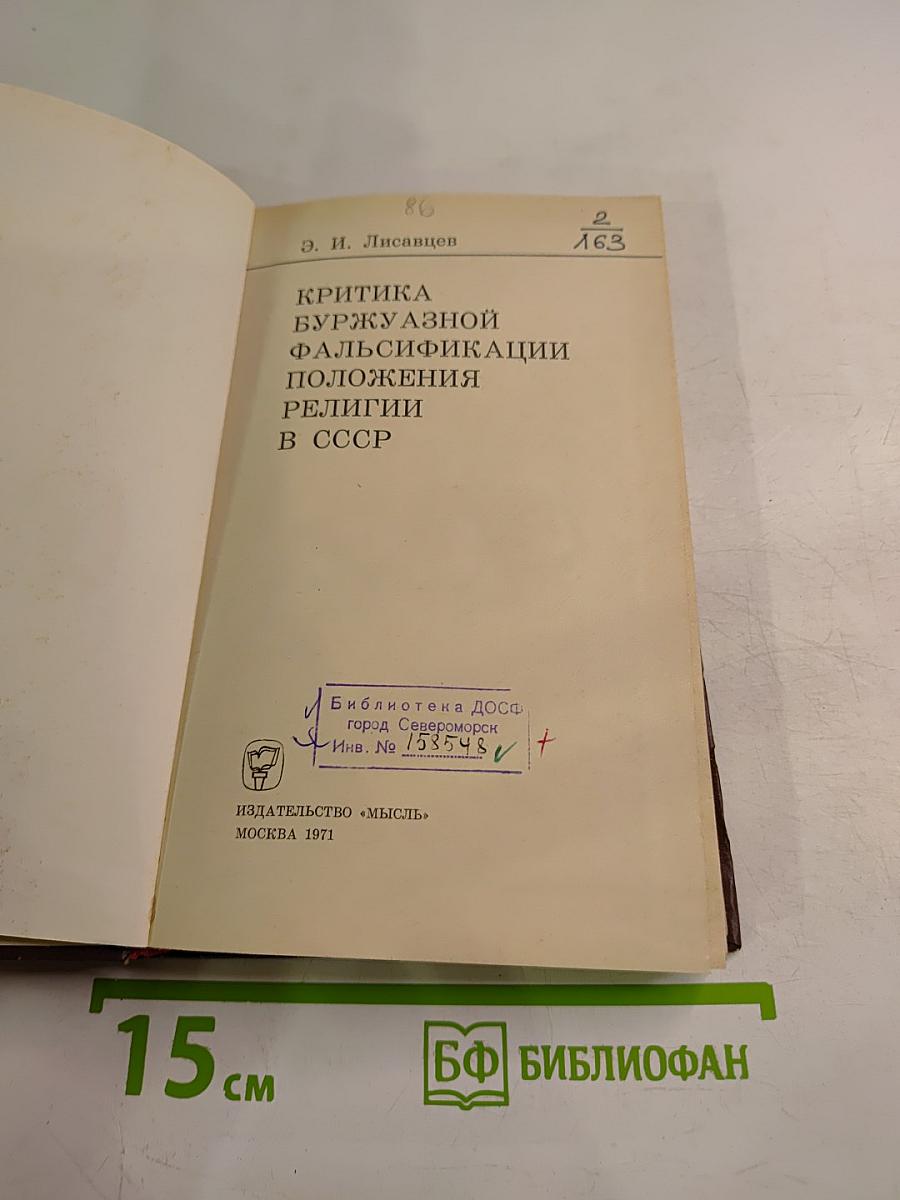 86
2
163
Э. И. Лисавцев
КРИТИКА
БУРЖУАЗНОЙ
ФАЛЬСИФИКАЦИИ
ПОЛОЖЕНИЯ
РЕЛИГИИ
В СССР
Библиотека ДОСФ
город Североморск
Инв. № 153548
ИЗДАТЕЛЬСТВО «МЫСЛЬ»
МОСКВА 1971
15 см
БФ БИБЛИОФАН